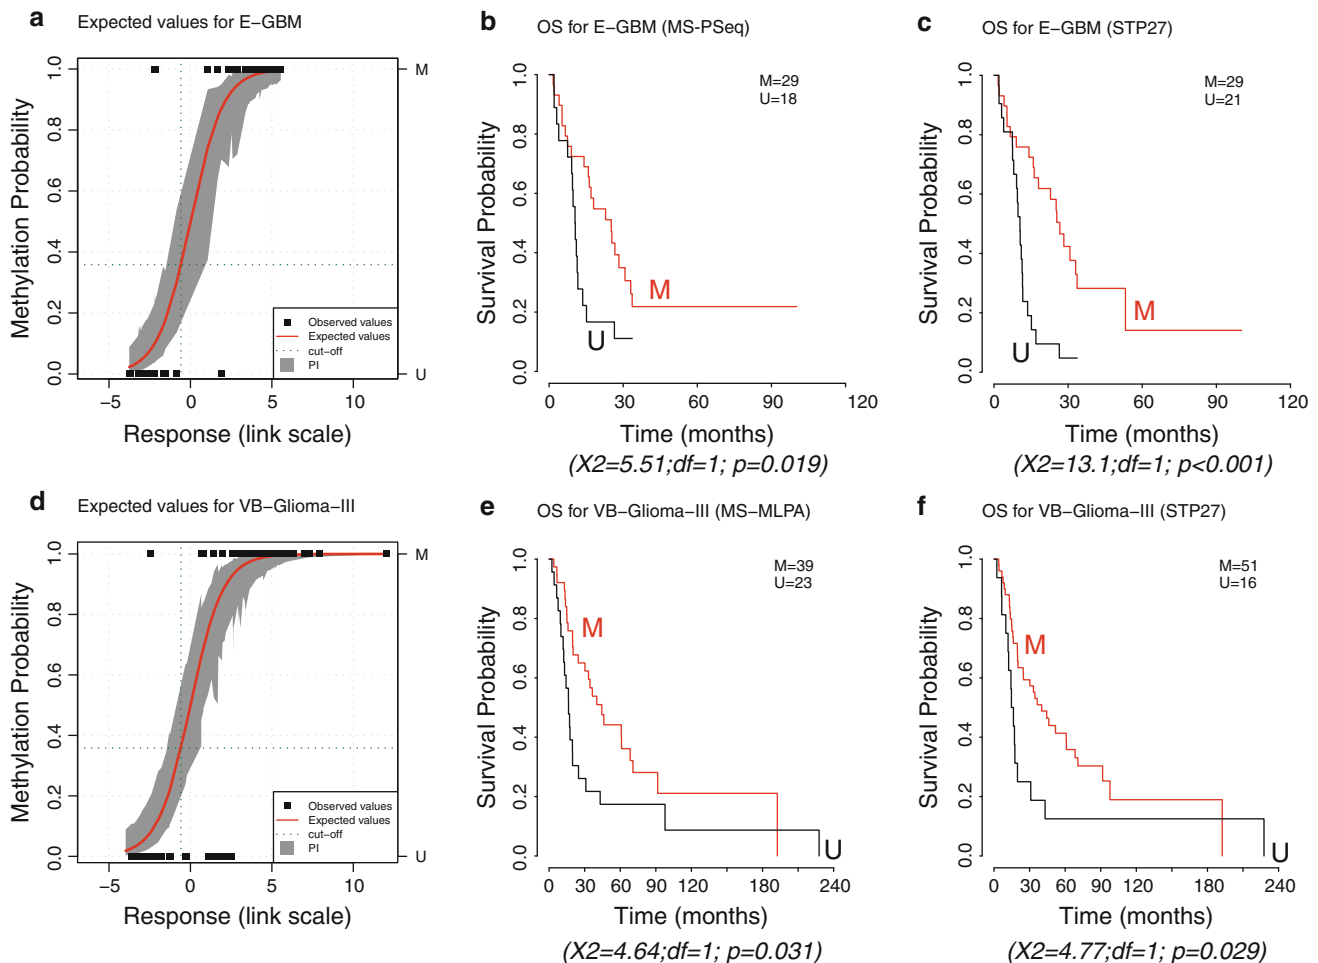 a
Expected values for E−GBM
Methylation Probability
1.0
0.8
0.6
0.4
0.2
0.0
M
U
Observed values
Expected values
cut−off
PI
−5
0
5
10
Response (link scale)
b
OS for E−GBM (MS-PSeq)
M=29
U=18
Survival Probability
1.0
0.8
0.6
0.4
0.2
0.0
M
U
0
30
60
90
120
Time (months)
(X2=5.51;df=1; p=0.019)
c
OS for E−GBM (STP27)
M=29
U=21
Survival Probability
1.0
0.8
0.6
0.4
0.2
0.0
M
U
0
30
60
90
120
Time (months)
(X2=13.1;df=1; p<0.001)
d
Expected values for VB−Glioma−III
Methylation Probability
1.0
0.8
0.6
0.4
0.2
0.0
M
U
Observed values
Expected values
cut−off
PI
−5
0
5
10
Response (link scale)
e
OS for VB−Glioma−III (MS−MLPA)
M=39
U=23
Survival Probability
1.0
0.8
0.6
0.4
0.2
0.0
M
U
0
30
60
90
120
180
240
Time (months)
(X2=4.64;df=1; p=0.031)
f
OS for VB−Glioma−III (STP27)
M=51
U=16
Survival Probability
1.0
0.8
0.6
0.4
0.2
0.0
M
U
0
30
60
90
120
180
240
Time (months)
(X2=4.77;df=1; p=0.029)